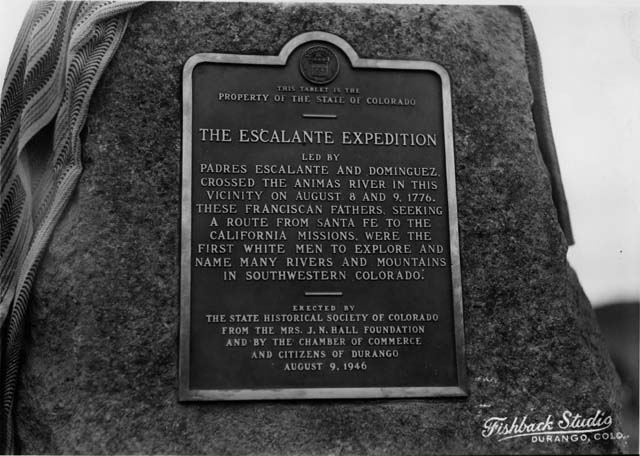 THIS TABLET IS THE
PROPERTY OF THE STATE OF COLORADO
THE ESCALANTE EXPEDITION
LED BY
PADRES ESCALANTE AND DOMINGUEZ,
CROSSED THE ANIMAS RIVER IN THIS
VICINITY ON AUGUST 8 AND 9, 1776.
THESE FRANCISCAN FATHERS, SEEKING
A ROUTE FROM SANTA FE TO THE
CALIFORNIA MISSIONS, WERE THE
FIRST WHITE MEN TO EXPLORE AND
NAME MANY RIVERS AND MOUNTAINS
IN SOUTHWESTERN COLORADO.
ERECTED BY
THE STATE HISTORICAL SOCIETY OF COLORADO
FROM THE MRS. J. N. HALL FOUNDATION
AND BY THE CHAMBER OF COMMERCE
AND CITIZENS OF DURANGO
AUGUST 9, 1946
Fishback Studio
DURANGO, COLO.